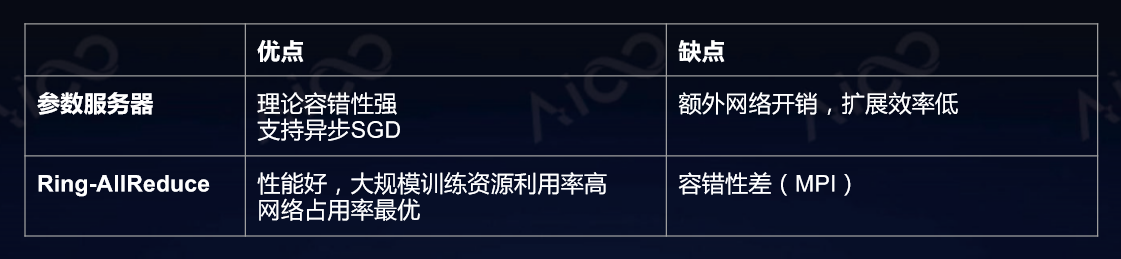 优点
缺点
参数服务器
理论容错性强
支持异步SGD
额外网络开销，扩展效率低
Ring-AllReduce
性能好，大规模训练资源利用率高
网络占用率最优
容错性差（MPI）